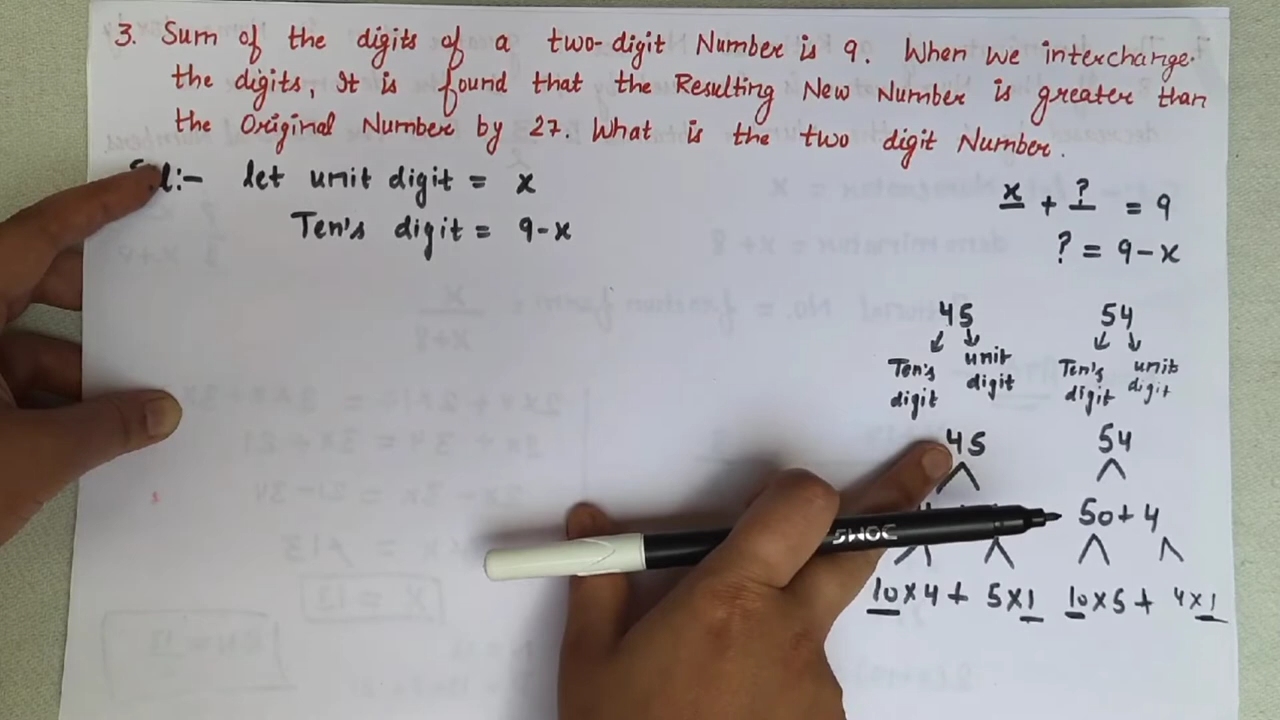 3. Sum of the digits of a two-digit Number is 9. When we interchange
the digits, It is found that the Resulting New Number is greater than
the Original Number by 27. What is the two digit Number.
let unit digit = x
Ten's digit = 9-x
x + ? = 9
? = 9-x
45 54
Ten's digit unit digit Ten's digit unit digit
45 54
50+4
10×4 + 5×1 10×5 + 4×1